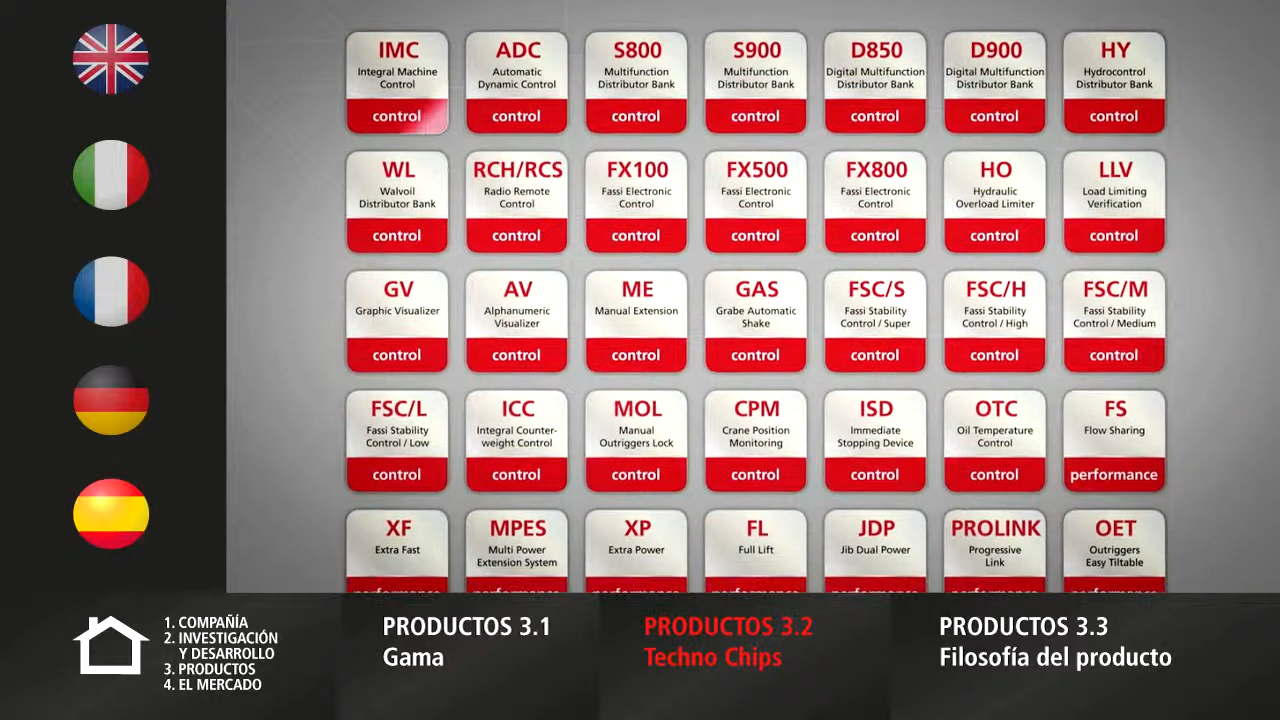 IMC
Integral Machine
Control
control
ADC
Automatic
Dynamic Control
control
S800
Multifunction
Distributor Bank
control
S900
Multifunction
Distributor Bank
control
D850
Digital Multifunction
Distributor Bank
control
D900
Digital Multifunction
Distributor Bank
control
HY
Hydrocontrol
Distributor Bank
control
WL
Walvoil
Distributor Bank
control
RCH/RCS
Radio Remote
Control
control
FX100
Fassi Electronic
Control
control
FX500
Fassi Electronic
Control
control
FX800
Fassi Electronic
Control
control
HO
Hydraulic
Overload Limiter
control
LLV
Load Limiting
Verification
control
GV
Graphic Visualizer
control
AV
Alphanumeric
Visualizer
control
ME
Manual Extension
control
GAS
Grabe Automatic
Shake
control
FSC/S
Fassi Stability
Control / Super
control
FSC/H
Fassi Stability
Control / High
control
FSC/M
Fassi Stability
Control / Medium
control
FSC/L
Fassi Stability
Control / Low
control
ICC
Integral Counter-
weight Control
control
MOL
Manual
Outriggers Lock
control
CPM
Crane Position
Monitoring
control
ISD
Immediate
Stopping Device
control
OTC
Oil Temperature
Control
control
FS
Flow Sharing
performance
XF
Extra Fast
performance
MPES
Multi Power
Extension System
performance
XP
Extra Power
performance
FL
Full Lift
performance
JDP
Jib Dual Power
performance
PROLINK
Progressive
Link
performance
OET
Outriggers
Easy Tiltable
performance
1. COMPAÑÍA
2. INVESTIGACIÓN
Y DESARROLLO
3. PRODUCTOS
4. EL MERCADO
PRODUCTOS 3.1
Gama
PRODUCTOS 3.2
Techno Chips
PRODUCTOS 3.3
Filosofía del producto